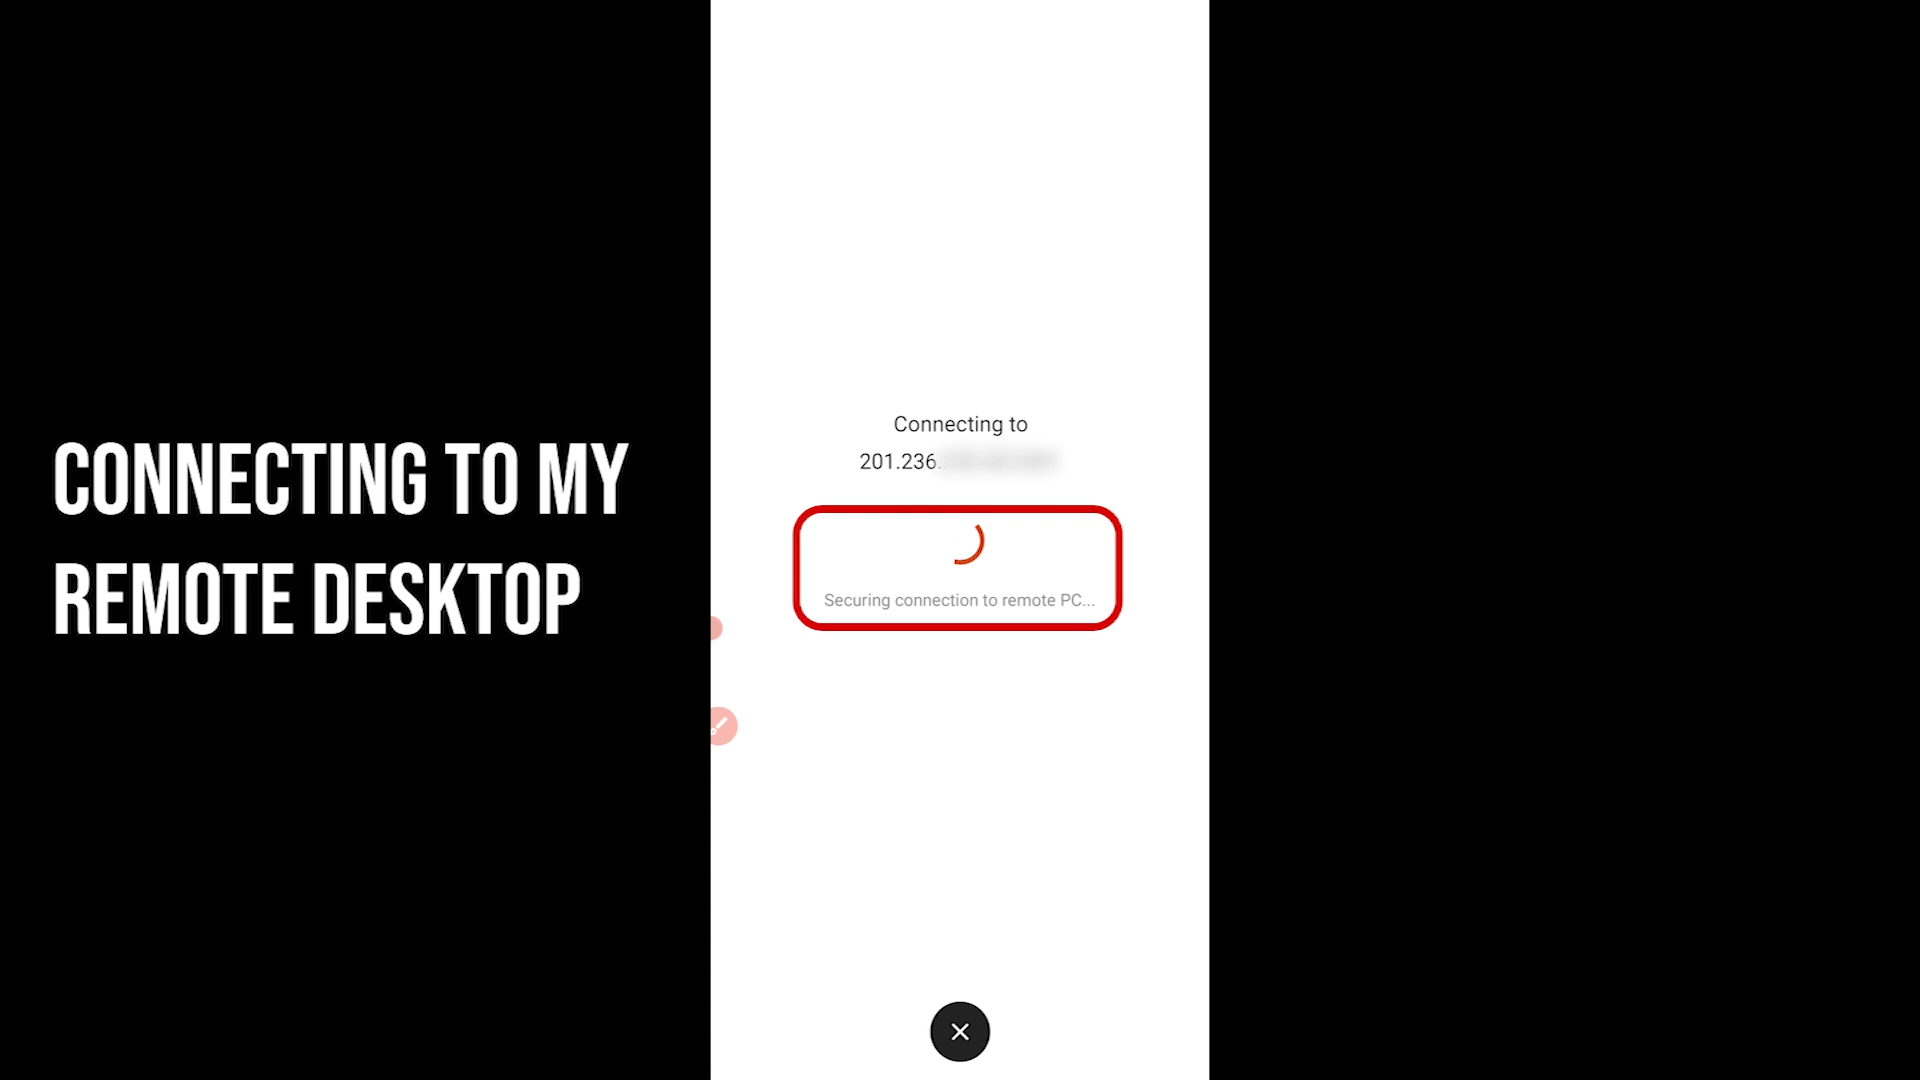 CONNECTING TO MY
REMOTE DESKTOP
Connecting to
201.236.
Securing connection to remote PC...